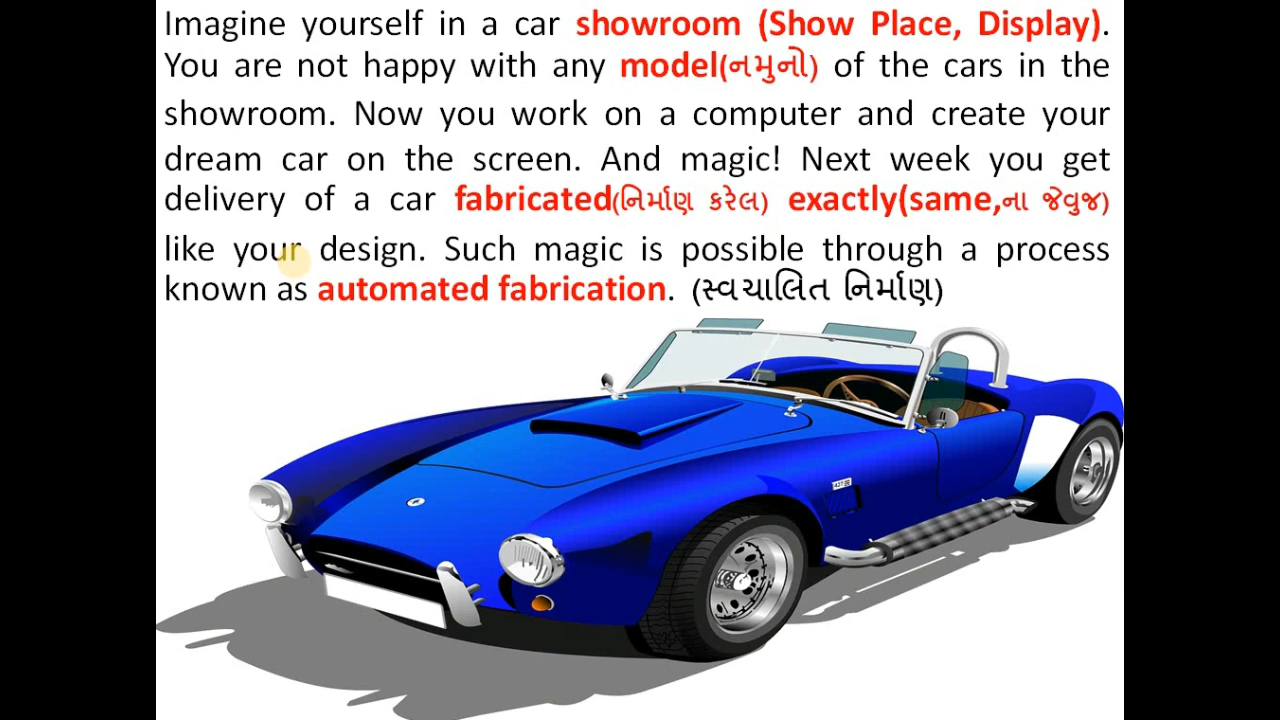 Imagine yourself in a car showroom (Show Place, Display).
You are not happy with any model(નમુનો) of the cars in the
showroom. Now you work on a computer and create your
dream car on the screen. And magic! Next week you get
delivery of a car fabricated(નિર્માણ કરેલ) exactly(same,ના જેવુજ)
like your design. Such magic is possible through a process
known as automated fabrication. (સ્વચાલિત નિર્માણ)